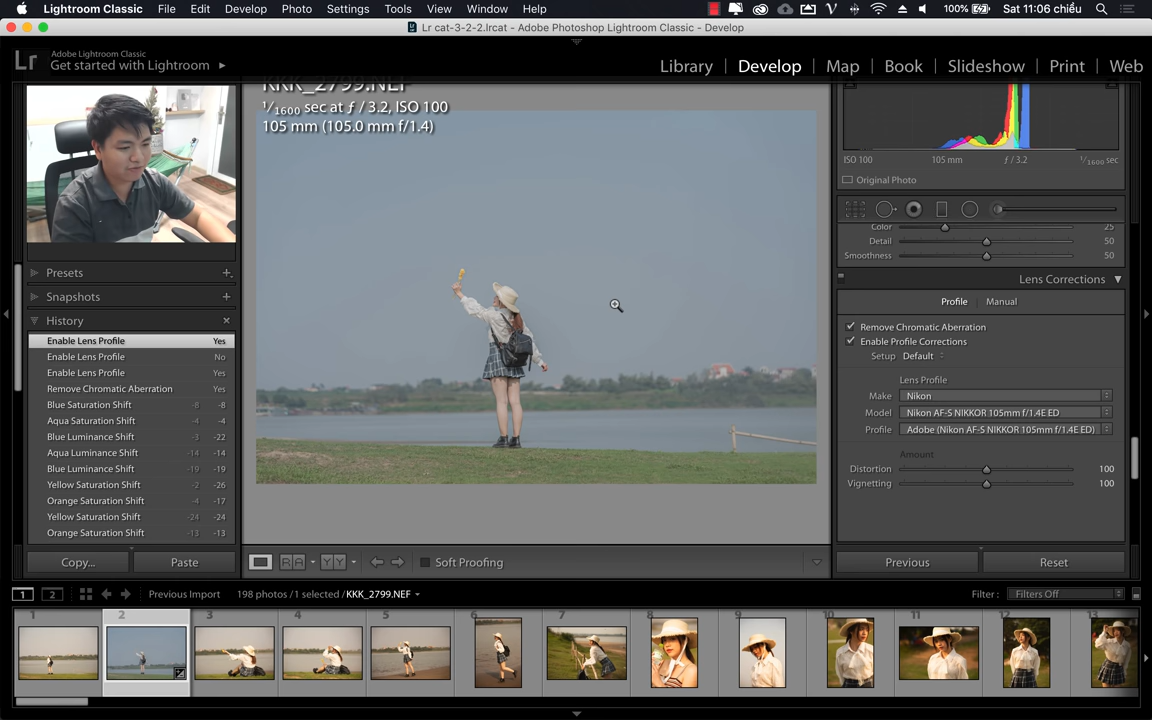 Lightroom Classic File Edit Develop Photo Settings Tools View Window Help 100% Sat 11:06 chiều
Lr cat-3-2-2.lrcat - Adobe Photoshop Lightroom Classic - Develop
Lr Adobe Lightroom Classic
Get started with Lightroom
Library Develop Map Book Slideshow Print Web
KKK_2799.NEF
1/1600 sec at ƒ / 3.2, ISO 100
105 mm (105.0 mm f/1.4)
ISO 100 105 mm ƒ / 3.2 1/1600 sec
Original Photo
Color 25
Detail 50
Smoothness 50
Lens Corrections
Profile Manual
Remove Chromatic Aberration
Enable Profile Corrections
Setup Default
Lens Profile
Make Nikon
Model Nikon AF-S NIKKOR 105mm f/1.4E ED
Profile Adobe (Nikon AF-S NIKKOR 105mm f/1.4E ED)
Amount
Distortion 100
Vignetting 100
Presets
Snapshots
History
Enable Lens Profile Yes
Enable Lens Profile No
Enable Lens Profile Yes
Remove Chromatic Aberration Yes
Blue Saturation Shift -8 -8
Aqua Saturation Shift -4 -4
Blue Luminance Shift -3 -22
Aqua Luminance Shift -14 -14
Blue Luminance Shift -19 -19
Yellow Saturation Shift -2 -26
Orange Saturation Shift -4 -17
Yellow Saturation Shift -24 -24
Orange Saturation Shift -13 -13
Copy... Paste
R A Y Y Soft Proofing
Previous Reset
1 2 Previous Import 198 photos / 1 selected / KKK_2799.NEF Filter : Filters Off
1 2 3 4 5 6 7 8 9 10 11 12 13